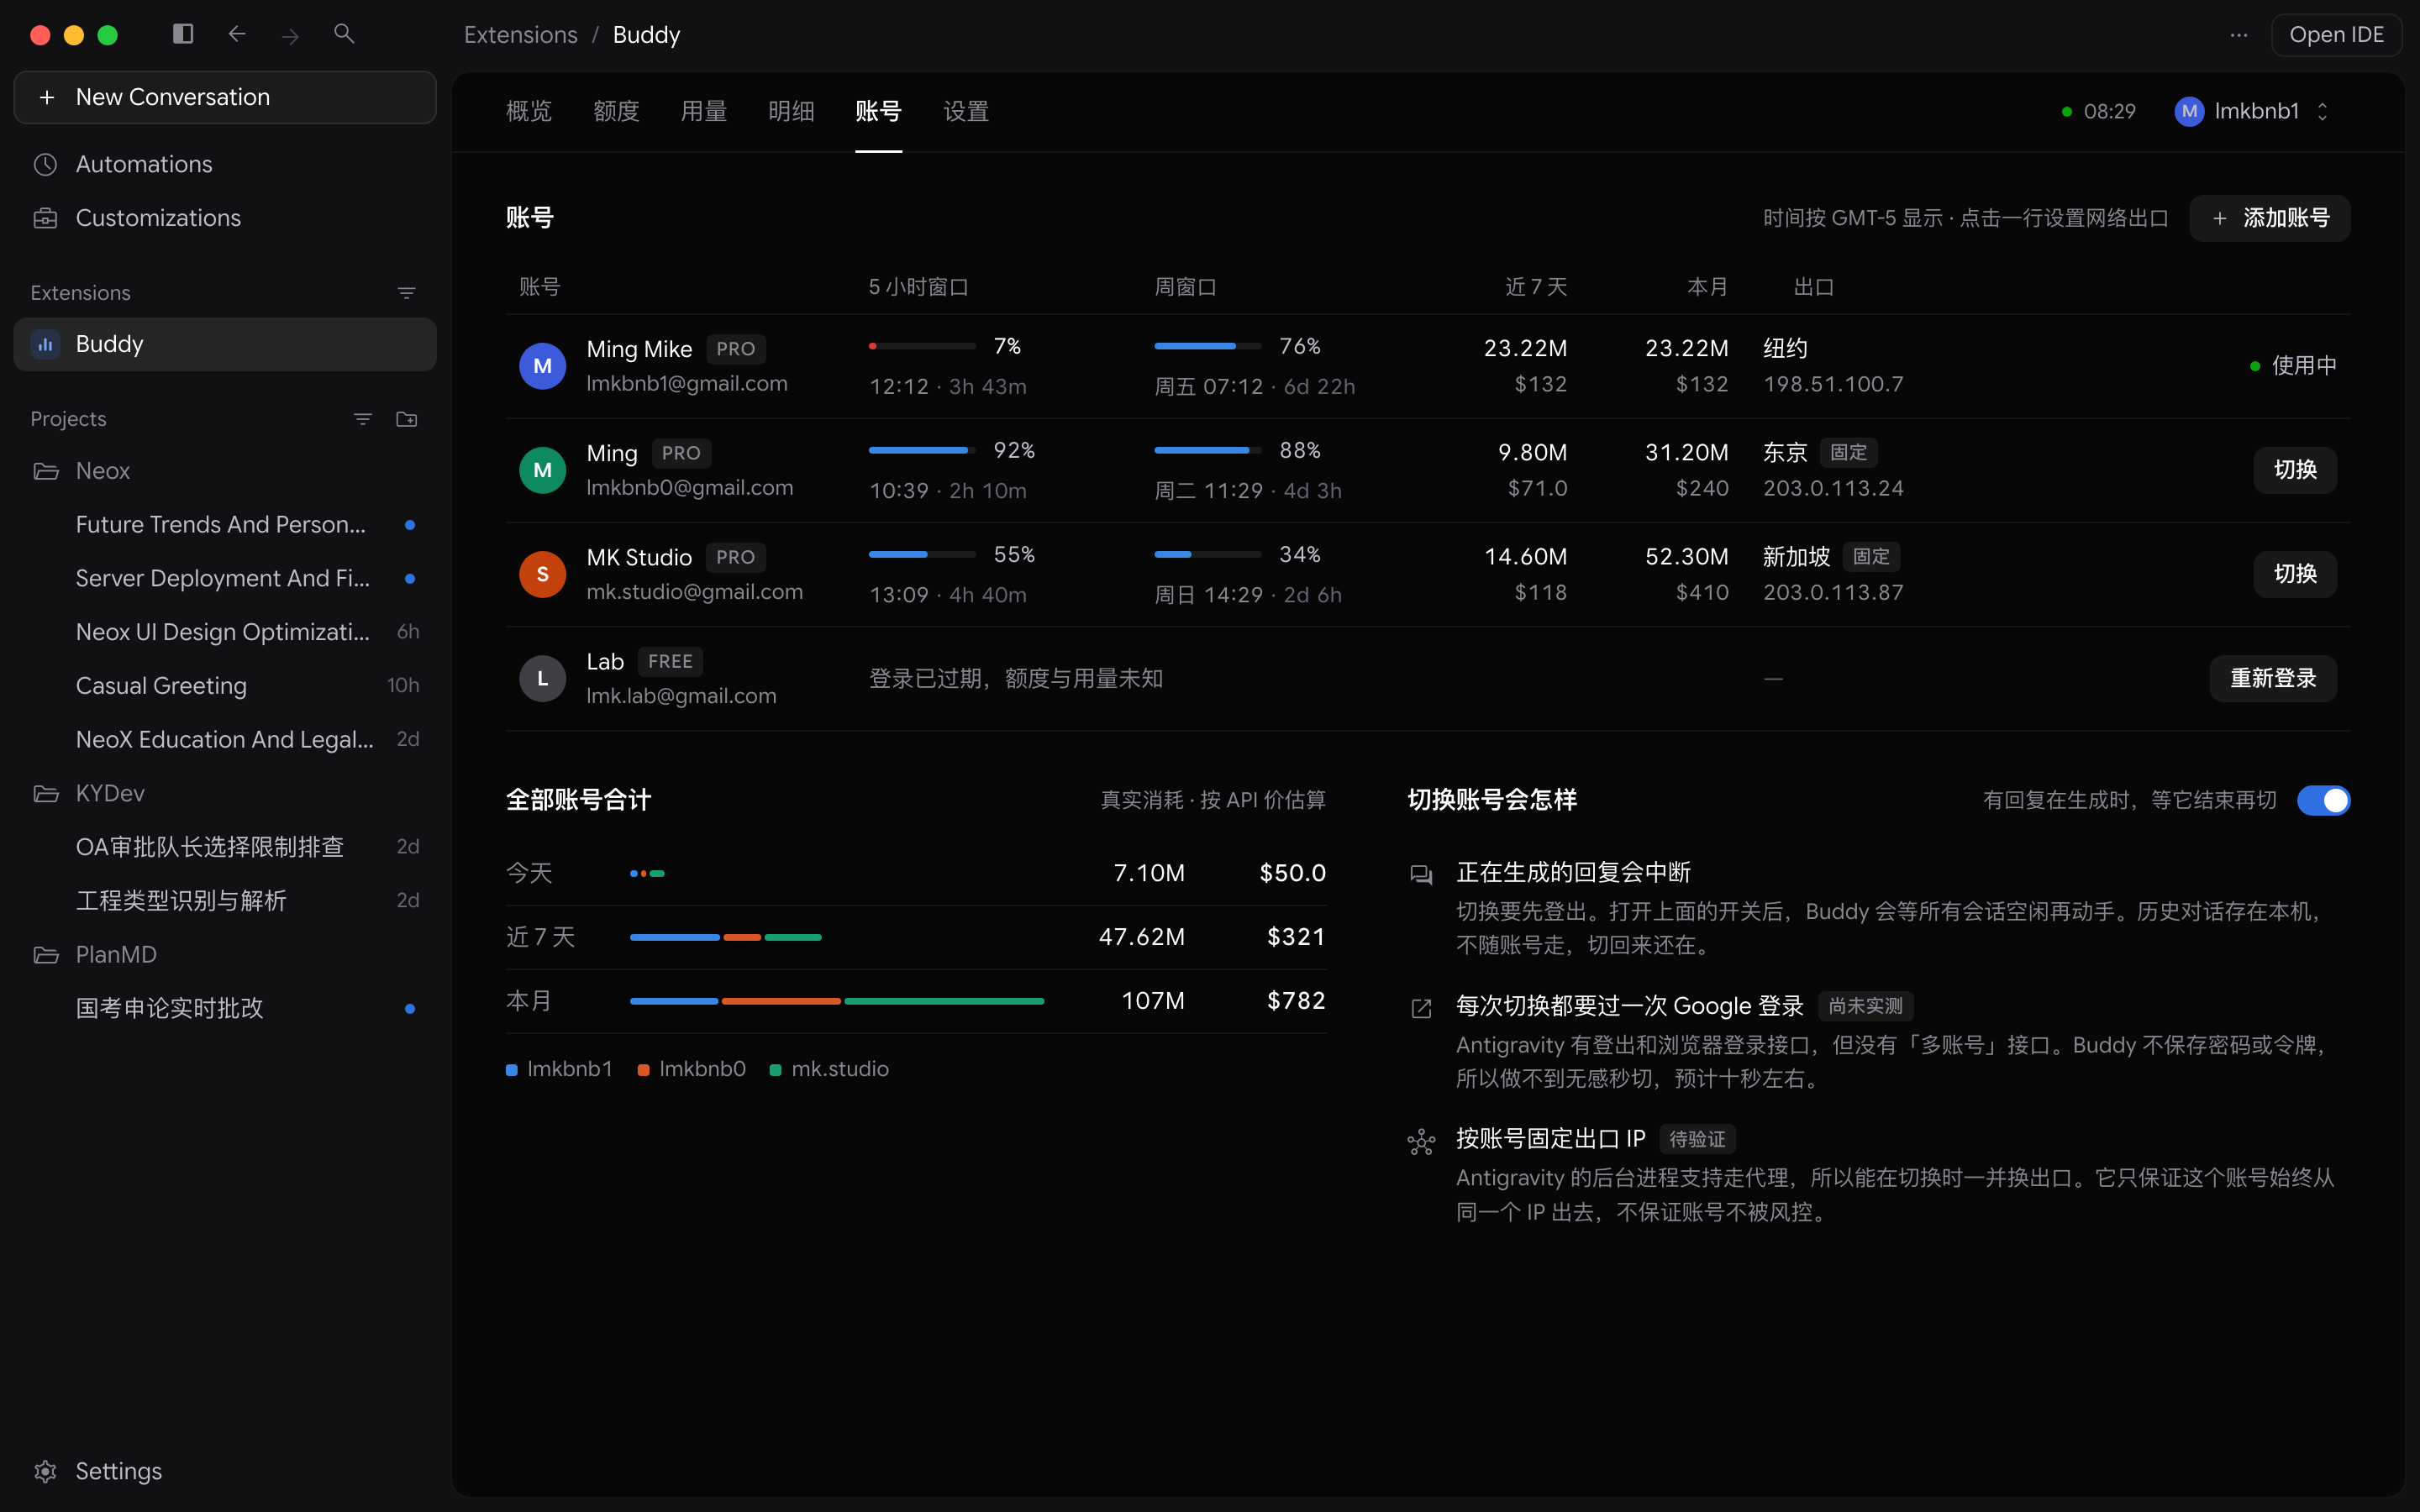 Extensions / Buddy
··· Open IDE
+ New Conversation
Automations
Customizations
Extensions
Buddy
Projects
Neox
Future Trends And Person...
Server Deployment And Fi...
Neox UI Design Optimizati... 6h
Casual Greeting 10h
NeoX Education And Legal... 2d
KYDev
OA审批队长选择限制排查 2d
工程类型识别与解析 2d
PlanMD
国考申论实时批改
Settings
概览 额度 用量 明细 账号 设置
08:29 M lmkbnb1
账号
时间按 GMT-5 显示 · 点击一行设置网络出口 + 添加账号
账号 5 小时窗口 周窗口 近 7 天 本月 出口
M Ming Mike PRO 7% 76% 23.22M 23.22M 纽约
lmkbnb1@gmail.com 12:12 · 3h 43m 周五 07:12 · 6d 22h $132 $132 198.51.100.7
使用中
M Ming PRO 92% 88% 9.80M 31.20M 东京 固定
lmkbnb0@gmail.com 10:39 · 2h 10m 周二 11:29 · 4d 3h $71.0 $240 203.0.113.24
切换
S MK Studio PRO 55% 34% 14.60M 52.30M 新加坡 固定
mk.studio@gmail.com 13:09 · 4h 40m 周日 14:29 · 2d 6h $118 $410 203.0.113.87
切换
L Lab FREE
lmk.lab@gmail.com
登录已过期，额度与用量未知 — 重新登录
全部账号合计 真实消耗 · 按 API 价估算
今天 7.10M $50.0
近 7 天 47.62M $321
本月 107M $782
lmkbnb1 lmkbnb0 mk.studio
切换账号会怎样 有回复在生成时，等它结束再切
正在生成的回复会中断
切换要先登出。打开上面的开关后，Buddy 会等所有会话空闲再动手。历史对话存在本机，
不随账号走，切回来还在。
每次切换都要过一次 Google 登录 尚未实测
Antigravity 有登出和浏览器登录接口，但没有「多账号」接口。Buddy 不保存密码或令牌，
所以做不到无感秒切，预计十秒左右。
按账号固定出口 IP 待验证
Antigravity 的后台进程支持走代理，所以能在切换时一并换出口。它只保证这个账号始终从
同一个 IP 出去，不保证账号不被风控。